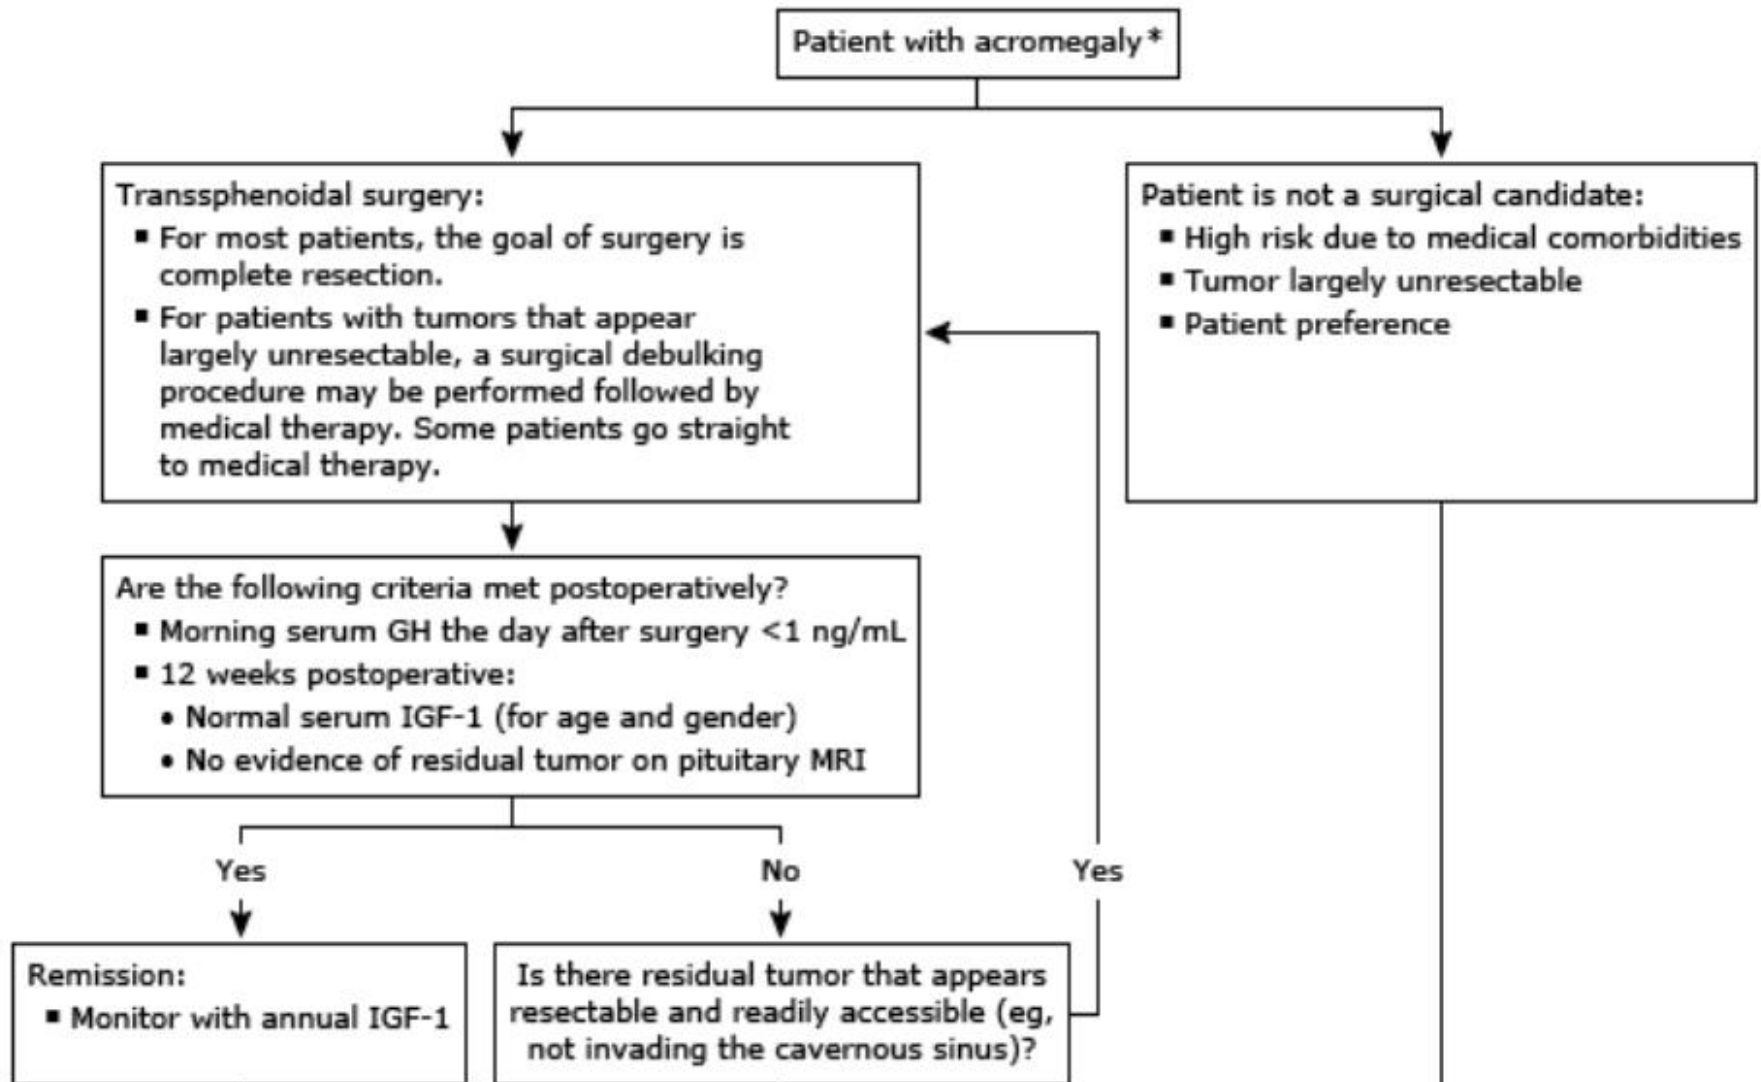 Patient with acromegaly*
Transsphenoidal surgery:
▪ For most patients, the goal of surgery is
complete resection.
▪ For patients with tumors that appear
largely unresectable, a surgical debulking
procedure may be performed followed by
medical therapy. Some patients go straight
to medical therapy.
Patient is not a surgical candidate:
▪ High risk due to medical comorbidities
▪ Tumor largely unresectable
▪ Patient preference
Are the following criteria met postoperatively?
▪ Morning serum GH the day after surgery <1 ng/mL
▪ 12 weeks postoperative:
• Normal serum IGF-1 (for age and gender)
• No evidence of residual tumor on pituitary MRI
Yes
No
Yes
Remission:
▪ Monitor with annual IGF-1
Is there residual tumor that appears
resectable and readily accessible (eg,
not invading the cavernous sinus)?